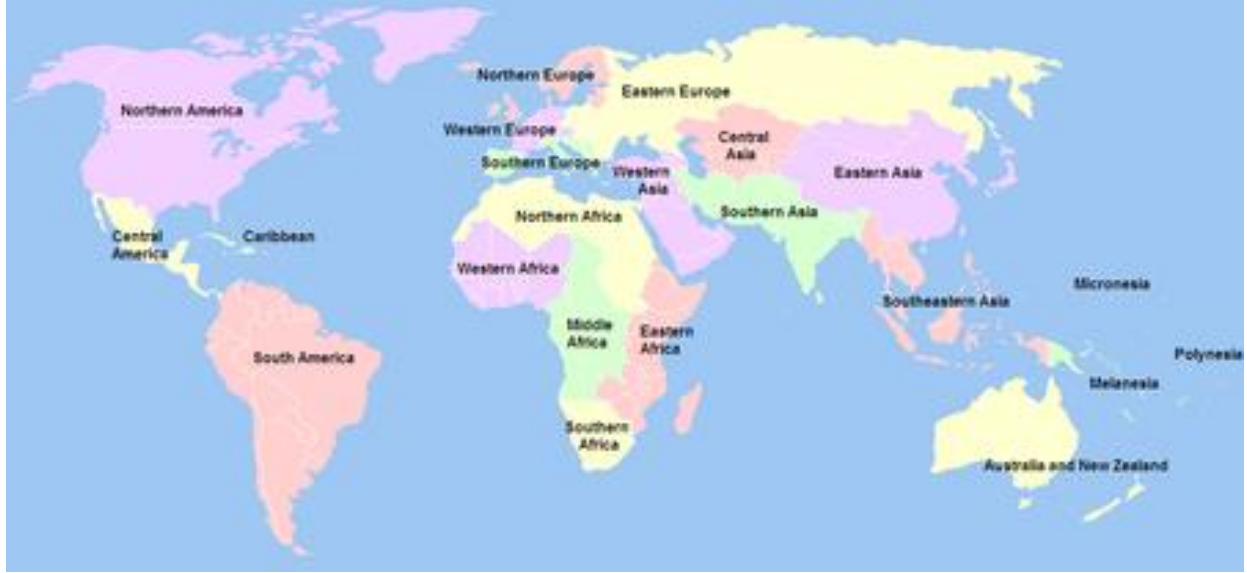 Northern Europe
Eastern Europe
Northern America
Western Europe
Central
Asia
Southern Europe
Western
Asia
Eastern Asia
Northern Africa
Southern Asia
Central
America
Caribbean
Western Africa
Micronesia
Southeastern Asia
Middle
Africa
Eastern
Africa
South America
Polynesia
Melanesia
Southern
Africa
Australia and New Zealand